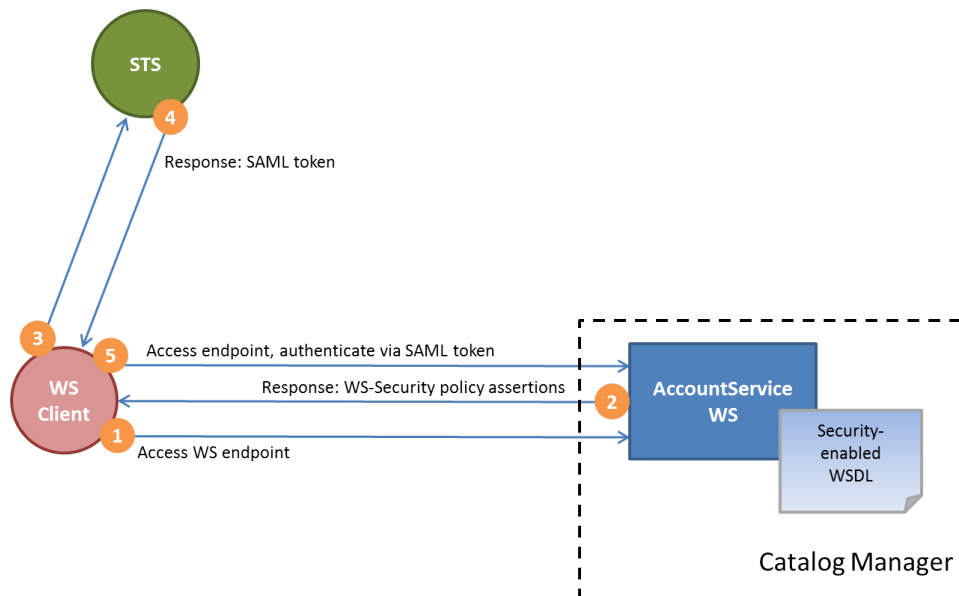 STS
4
Response: SAML token
3
5
Access endpoint, authenticate via SAML token
WS
Client
Response: WS-Security policy assertions
2
AccountService
WS
1
Access WS endpoint
Security-
enabled
WSDL
Catalog Manager